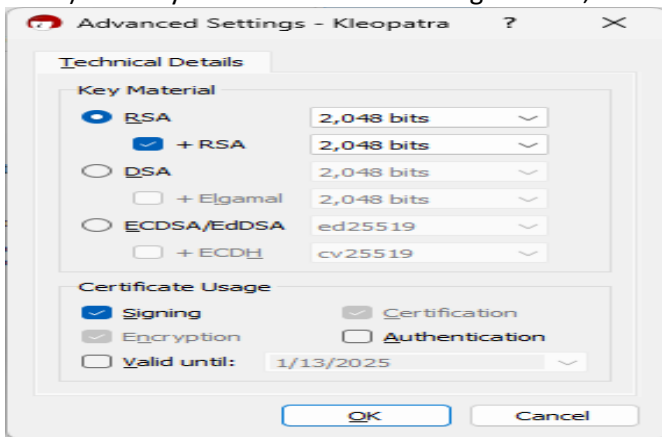 Advanced Settings - Kleopatra ? ×
Technical Details
Key Material
RSA 2,048 bits
+ RSA 2,048 bits
DSA 2,048 bits
+ Elgamal 2,048 bits
ECDSA/EdDSA ed25519
+ ECDH cv25519
Certificate Usage
Signing Certification
Encryption Authentication
Valid until: 1/13/2025
OK Cancel